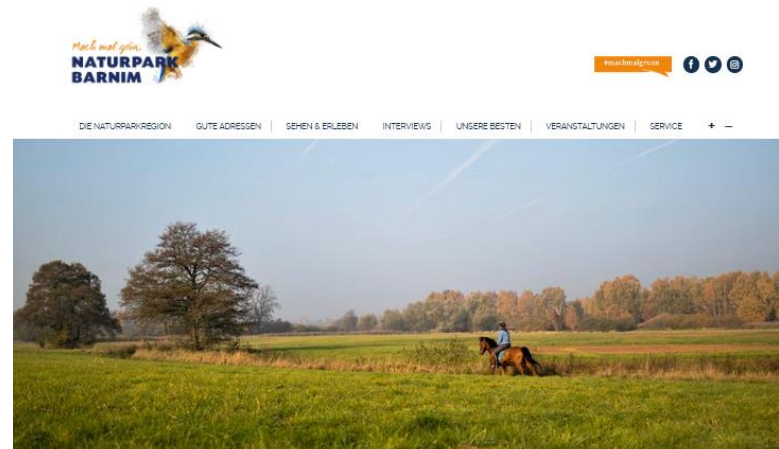 Mach mal grün.
NATURPARK
BARNIM
#machmalgruen
DIE NATURPARKREGION GUTE ADRESSEN SEHEN & ERLEBEN INTERVIEWS UNSERE BESTEN VERANSTALTUNGEN SERVICE + –